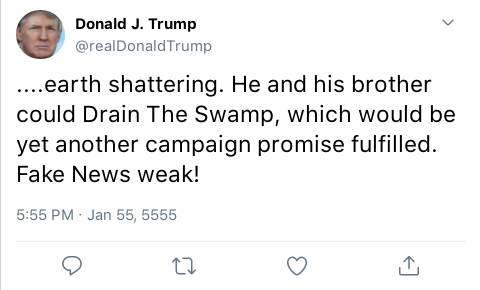 Donald J. Trump
@realDonaldTrump
....earth shattering. He and his brother
could Drain The Swamp, which would be
yet another campaign promise fulfilled.
Fake News weak!
5:55 PM · Jan 55, 5555